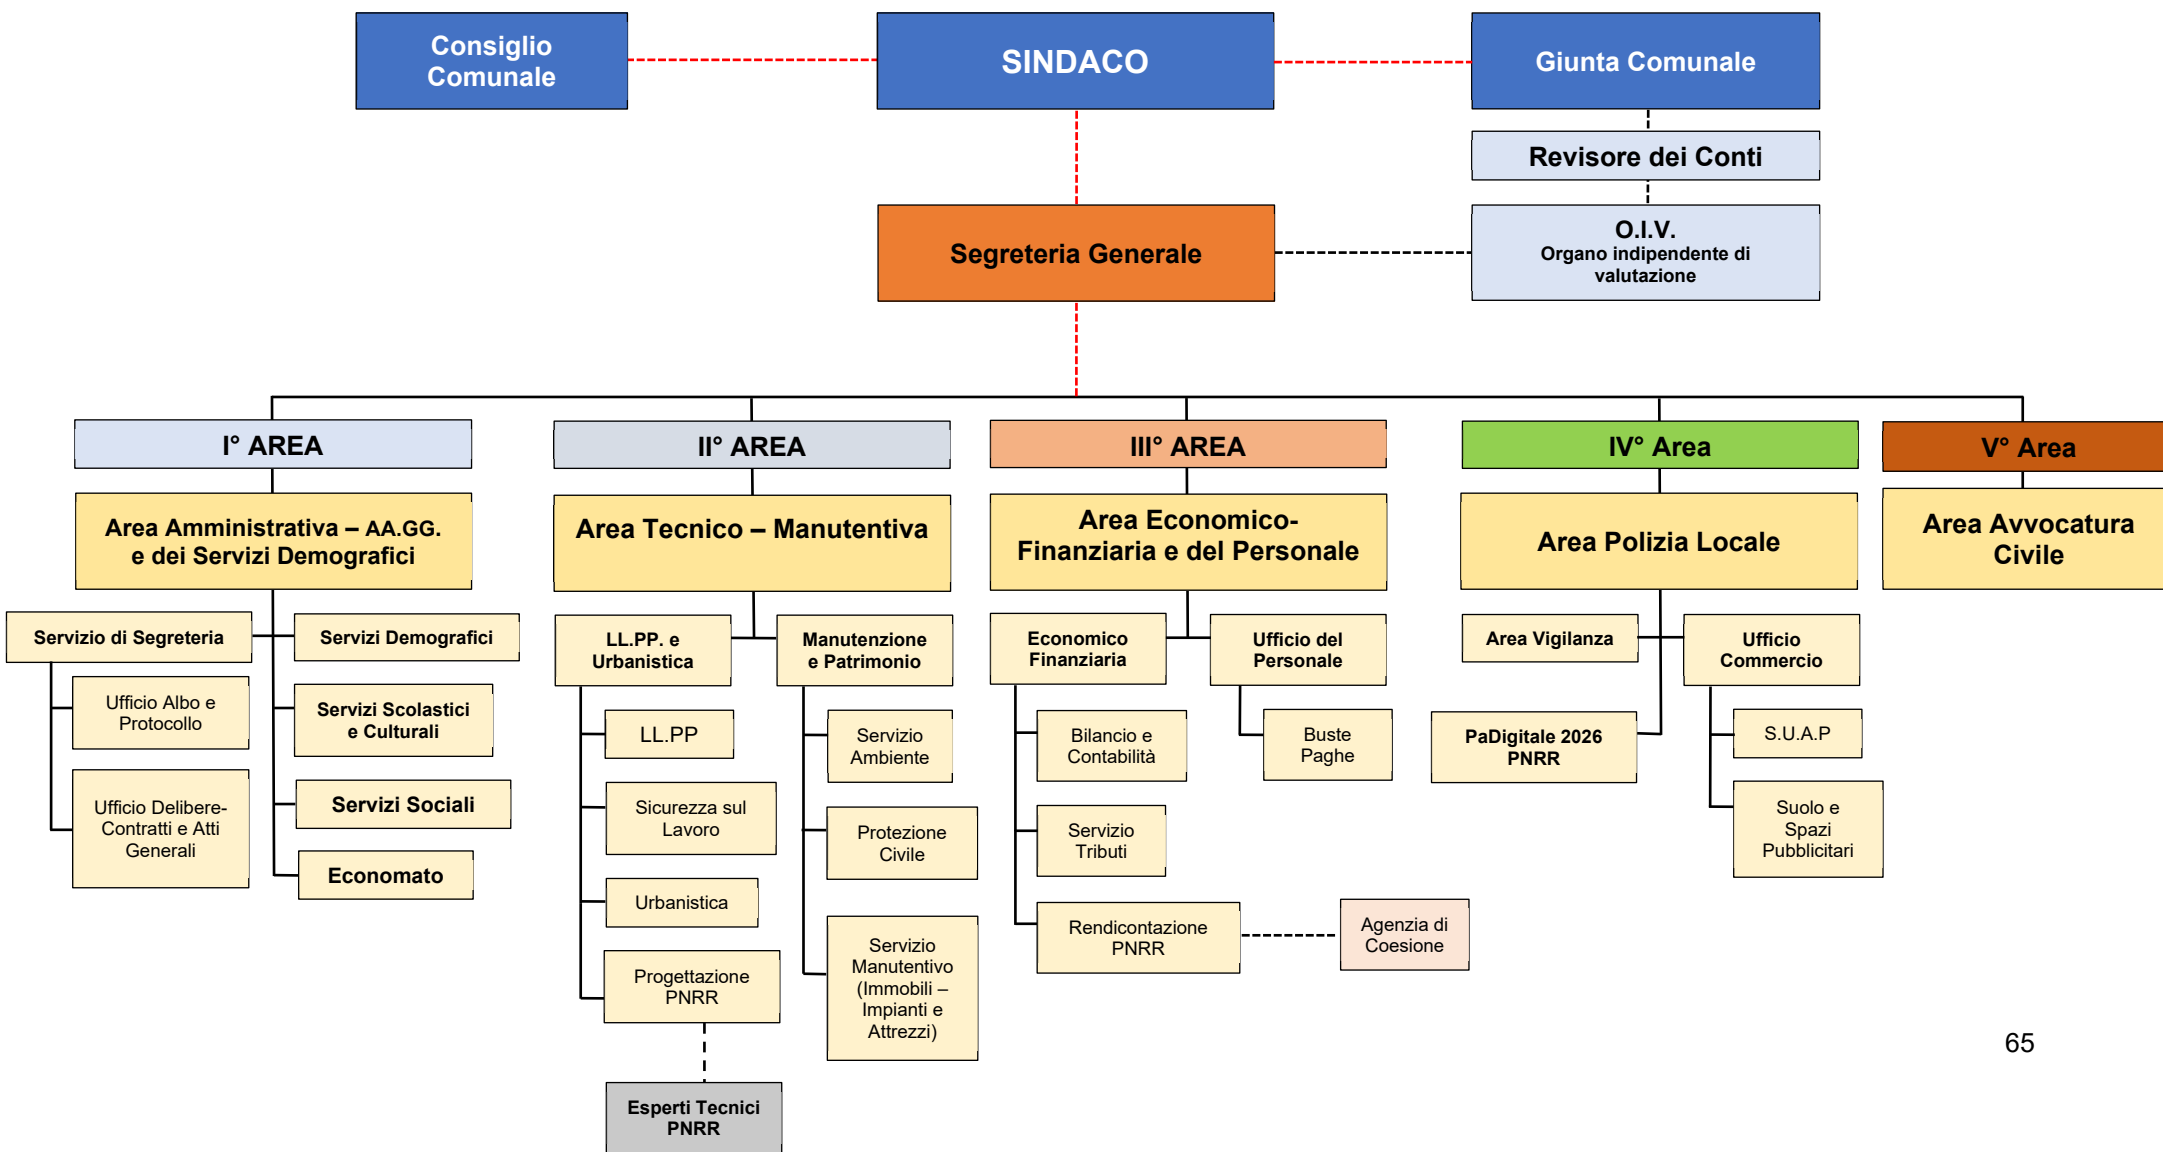 Consiglio
Comunale
SINDACO
Giunta Comunale
Revisore dei Conti
Segreteria Generale
O.I.V.
Organo indipendente di
valutazione
I° AREA
II° AREA
III° AREA
IV° Area
V° Area
Area Amministrativa – AA.GG.
e dei Servizi Demografici
Area Tecnico – Manutentiva
Area Economico-
Finanziaria e del Personale
Area Polizia Locale
Area Avvocatura
Civile
Servizio di Segreteria
Servizi Demografici
Ufficio Albo e
Protocollo
Servizi Scolastici
e Culturali
Ufficio Delibere-
Contratti e Atti
Generali
Servizi Sociali
Economato
LL.PP. e
Urbanistica
Manutenzione
e Patrimonio
LL.PP
Servizio
Ambiente
Sicurezza sul
Lavoro
Protezione
Civile
Urbanistica
Progettazione
PNRR
Servizio
Manutentivo
(Immobili –
Impianti e
Attrezzi)
Esperti Tecnici
PNRR
Economico
Finanziaria
Ufficio del
Personale
Bilancio e
Contabilità
Buste
Paghe
Servizio
Tributi
Rendicontazione
PNRR
Agenzia di
Coesione
Area Vigilanza
Ufficio
Commercio
PaDigitale 2026
PNRR
S.U.A.P
Suolo e
Spazi
Pubblicitari
65